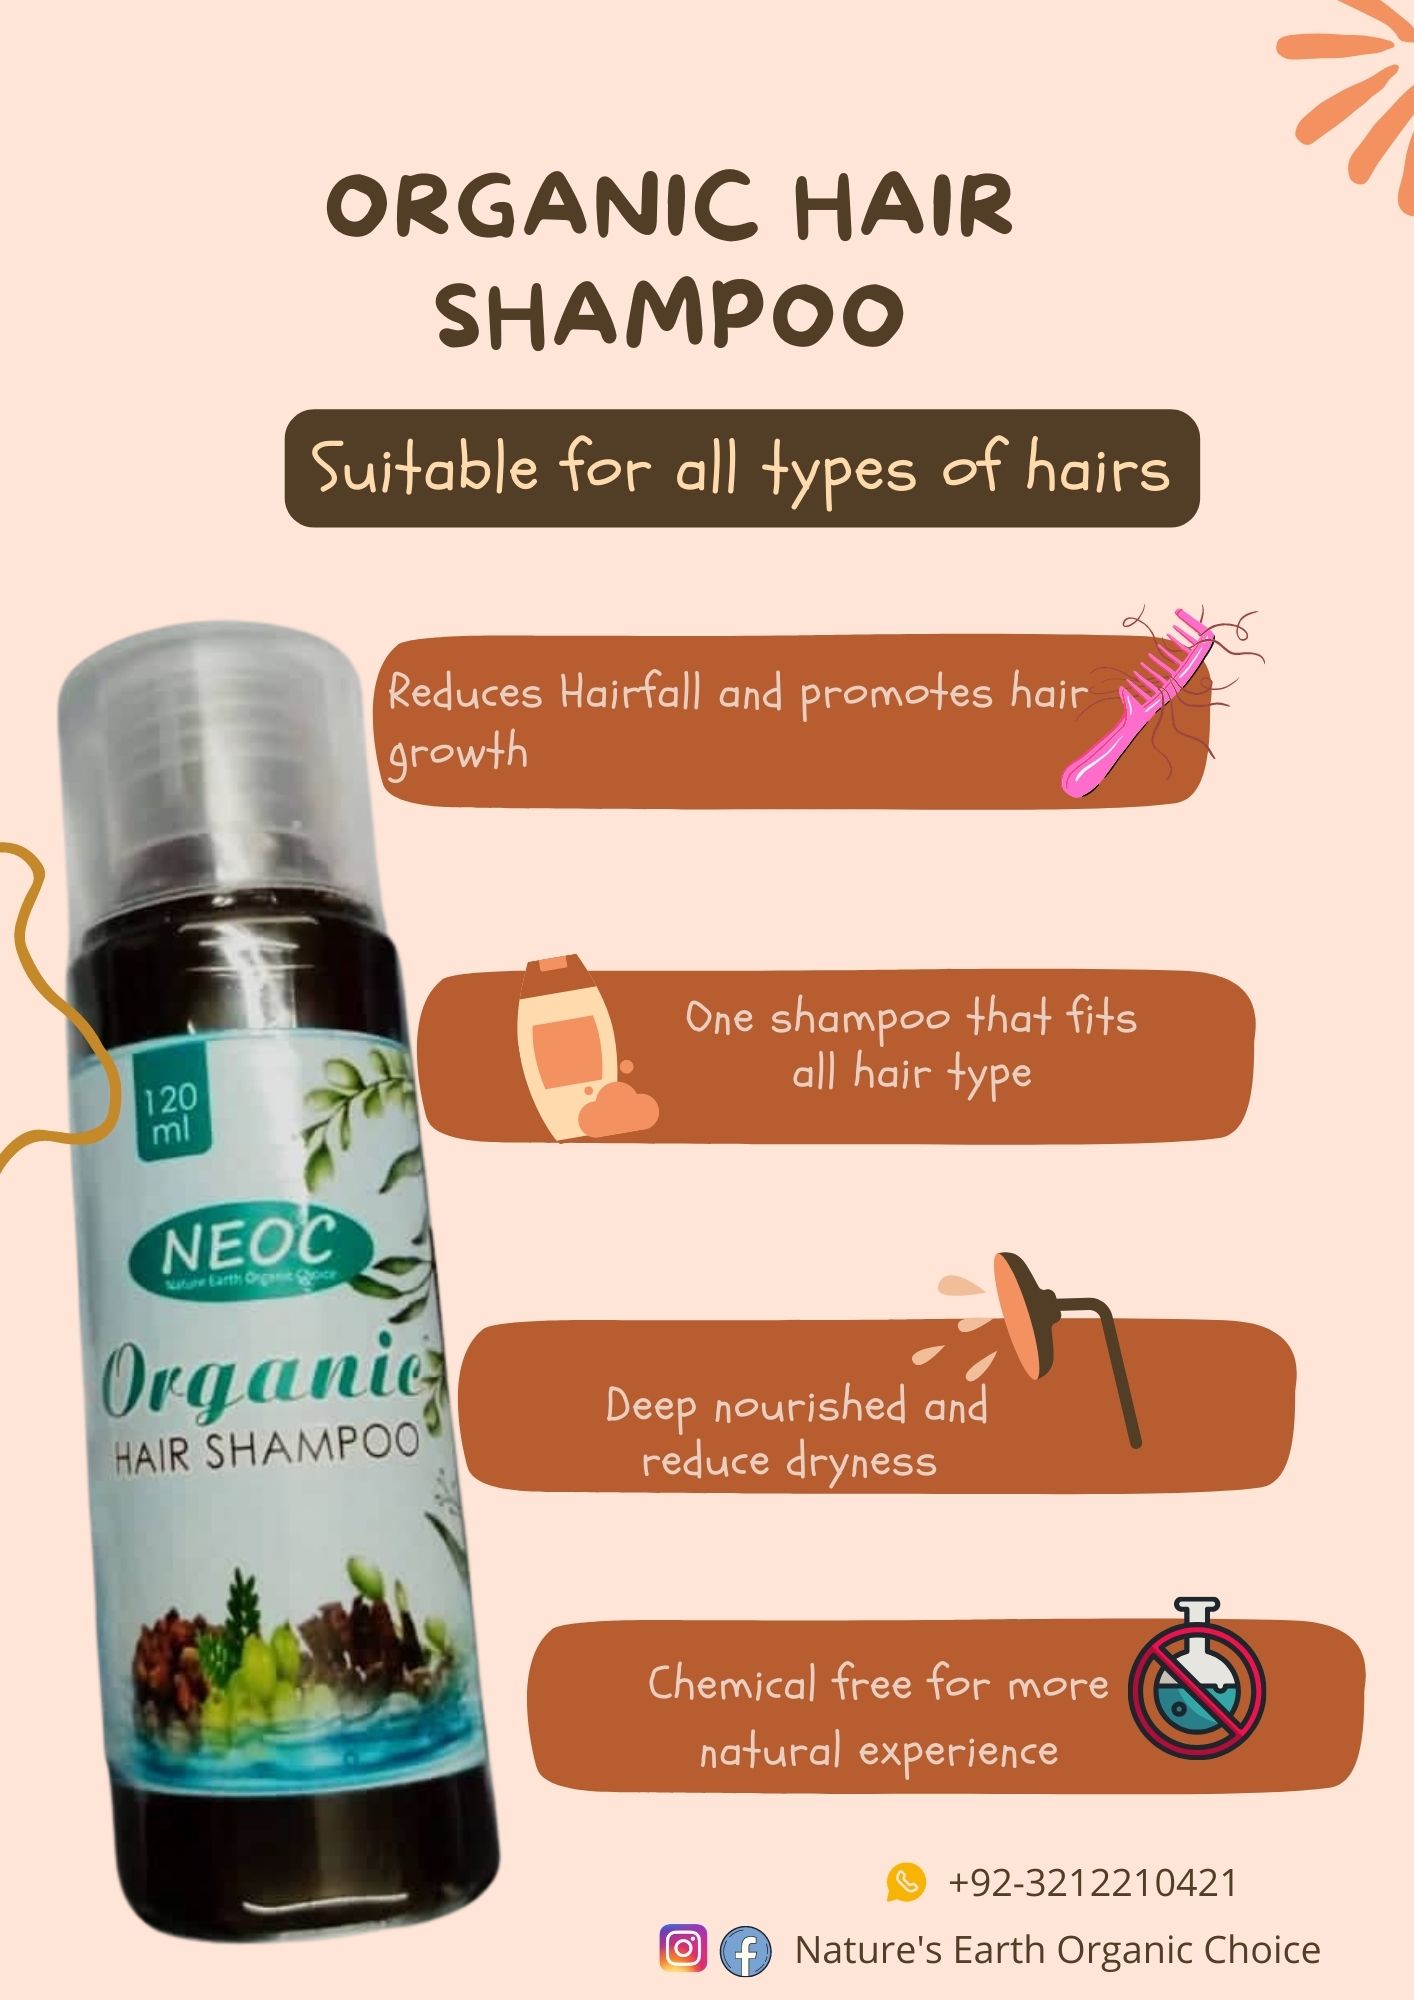 ORGANIC HAIR
SHAMPOO
Suitable for all types of hairs
Reduces Hairfall and promotes hair
growth
One shampoo that fits
all hair type
120
ml
NEOC
Nature Earth Organic Choice
Organic
HAIR SHAMPOO
Deep nourished and
reduce dryness
Chemical free for more
natural experience
+92-3212210421
Nature's Earth Organic Choice